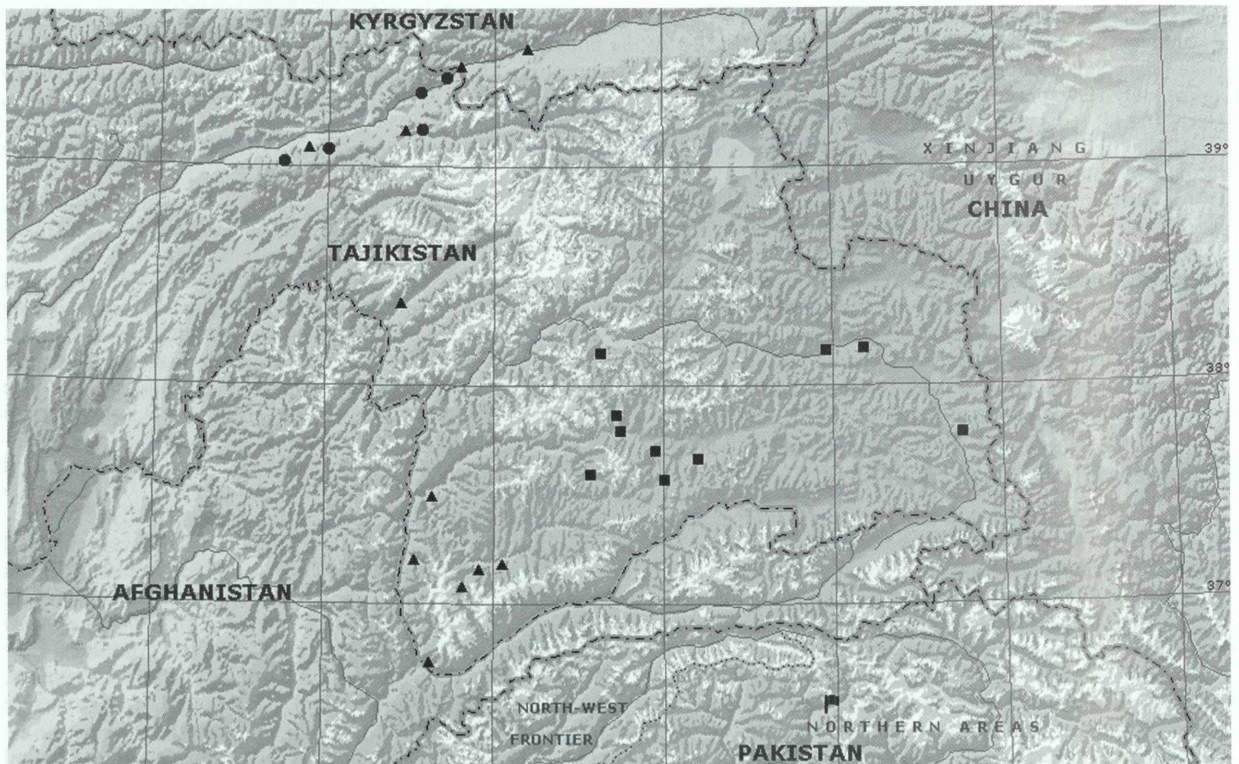 KYRGYZSTAN
XINJIANG
39°
UYGUR
CHINA
TAJIKISTAN
38°
AFGHANISTAN
37°
NORTH-WEST
FRONTIER
NORTHERN AREAS
PAKISTAN